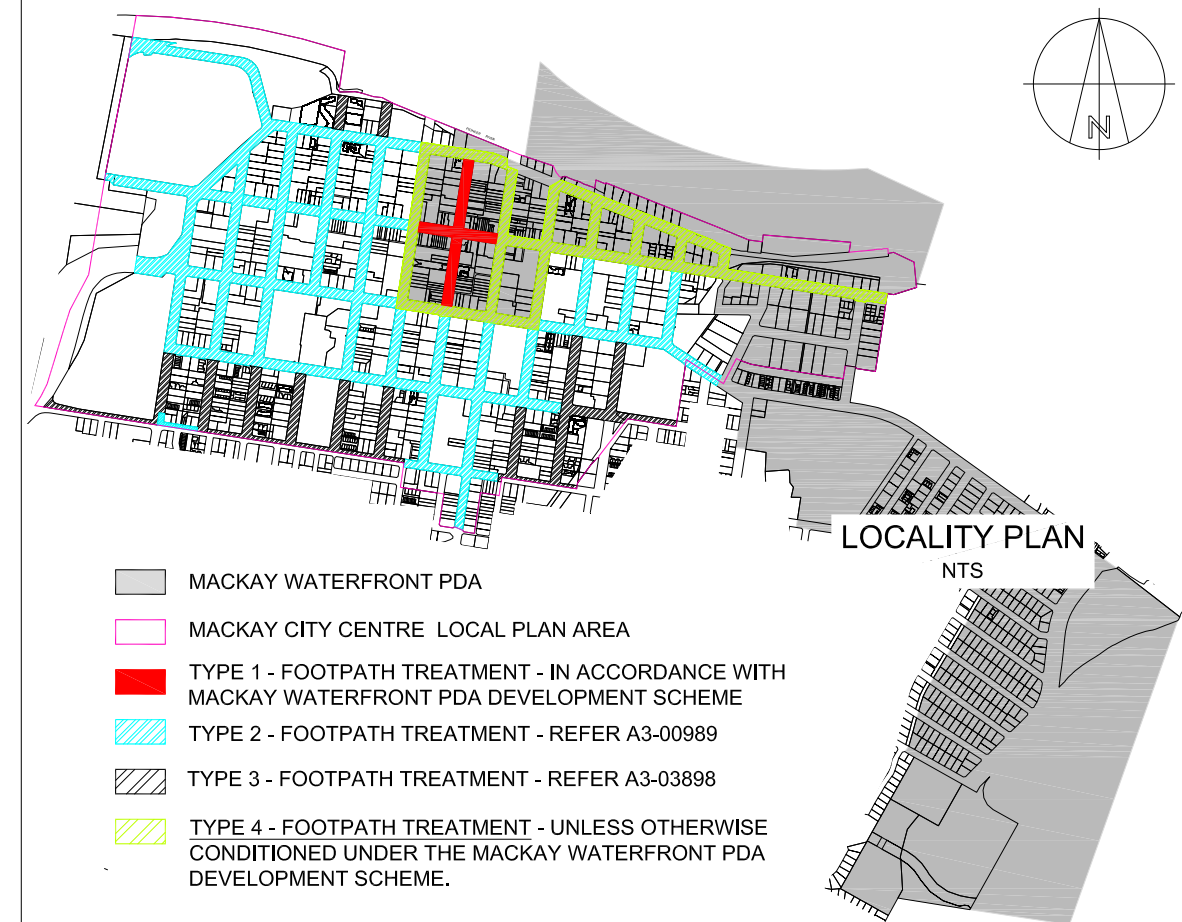 N
PIONEER RIVER
LOCALITY PLAN
NTS
MACKAY WATERFRONT PDA
MACKAY CITY CENTRE LOCAL PLAN AREA
TYPE 1 - FOOTPATH TREATMENT - IN ACCORDANCE WITH
MACKAY WATERFRONT PDA DEVELOPMENT SCHEME
TYPE 2 - FOOTPATH TREATMENT - REFER A3-00989
TYPE 3 - FOOTPATH TREATMENT - REFER A3-03898
TYPE 4 - FOOTPATH TREATMENT - UNLESS OTHERWISE
CONDITIONED UNDER THE MACKAY WATERFRONT PDA
DEVELOPMENT SCHEME.